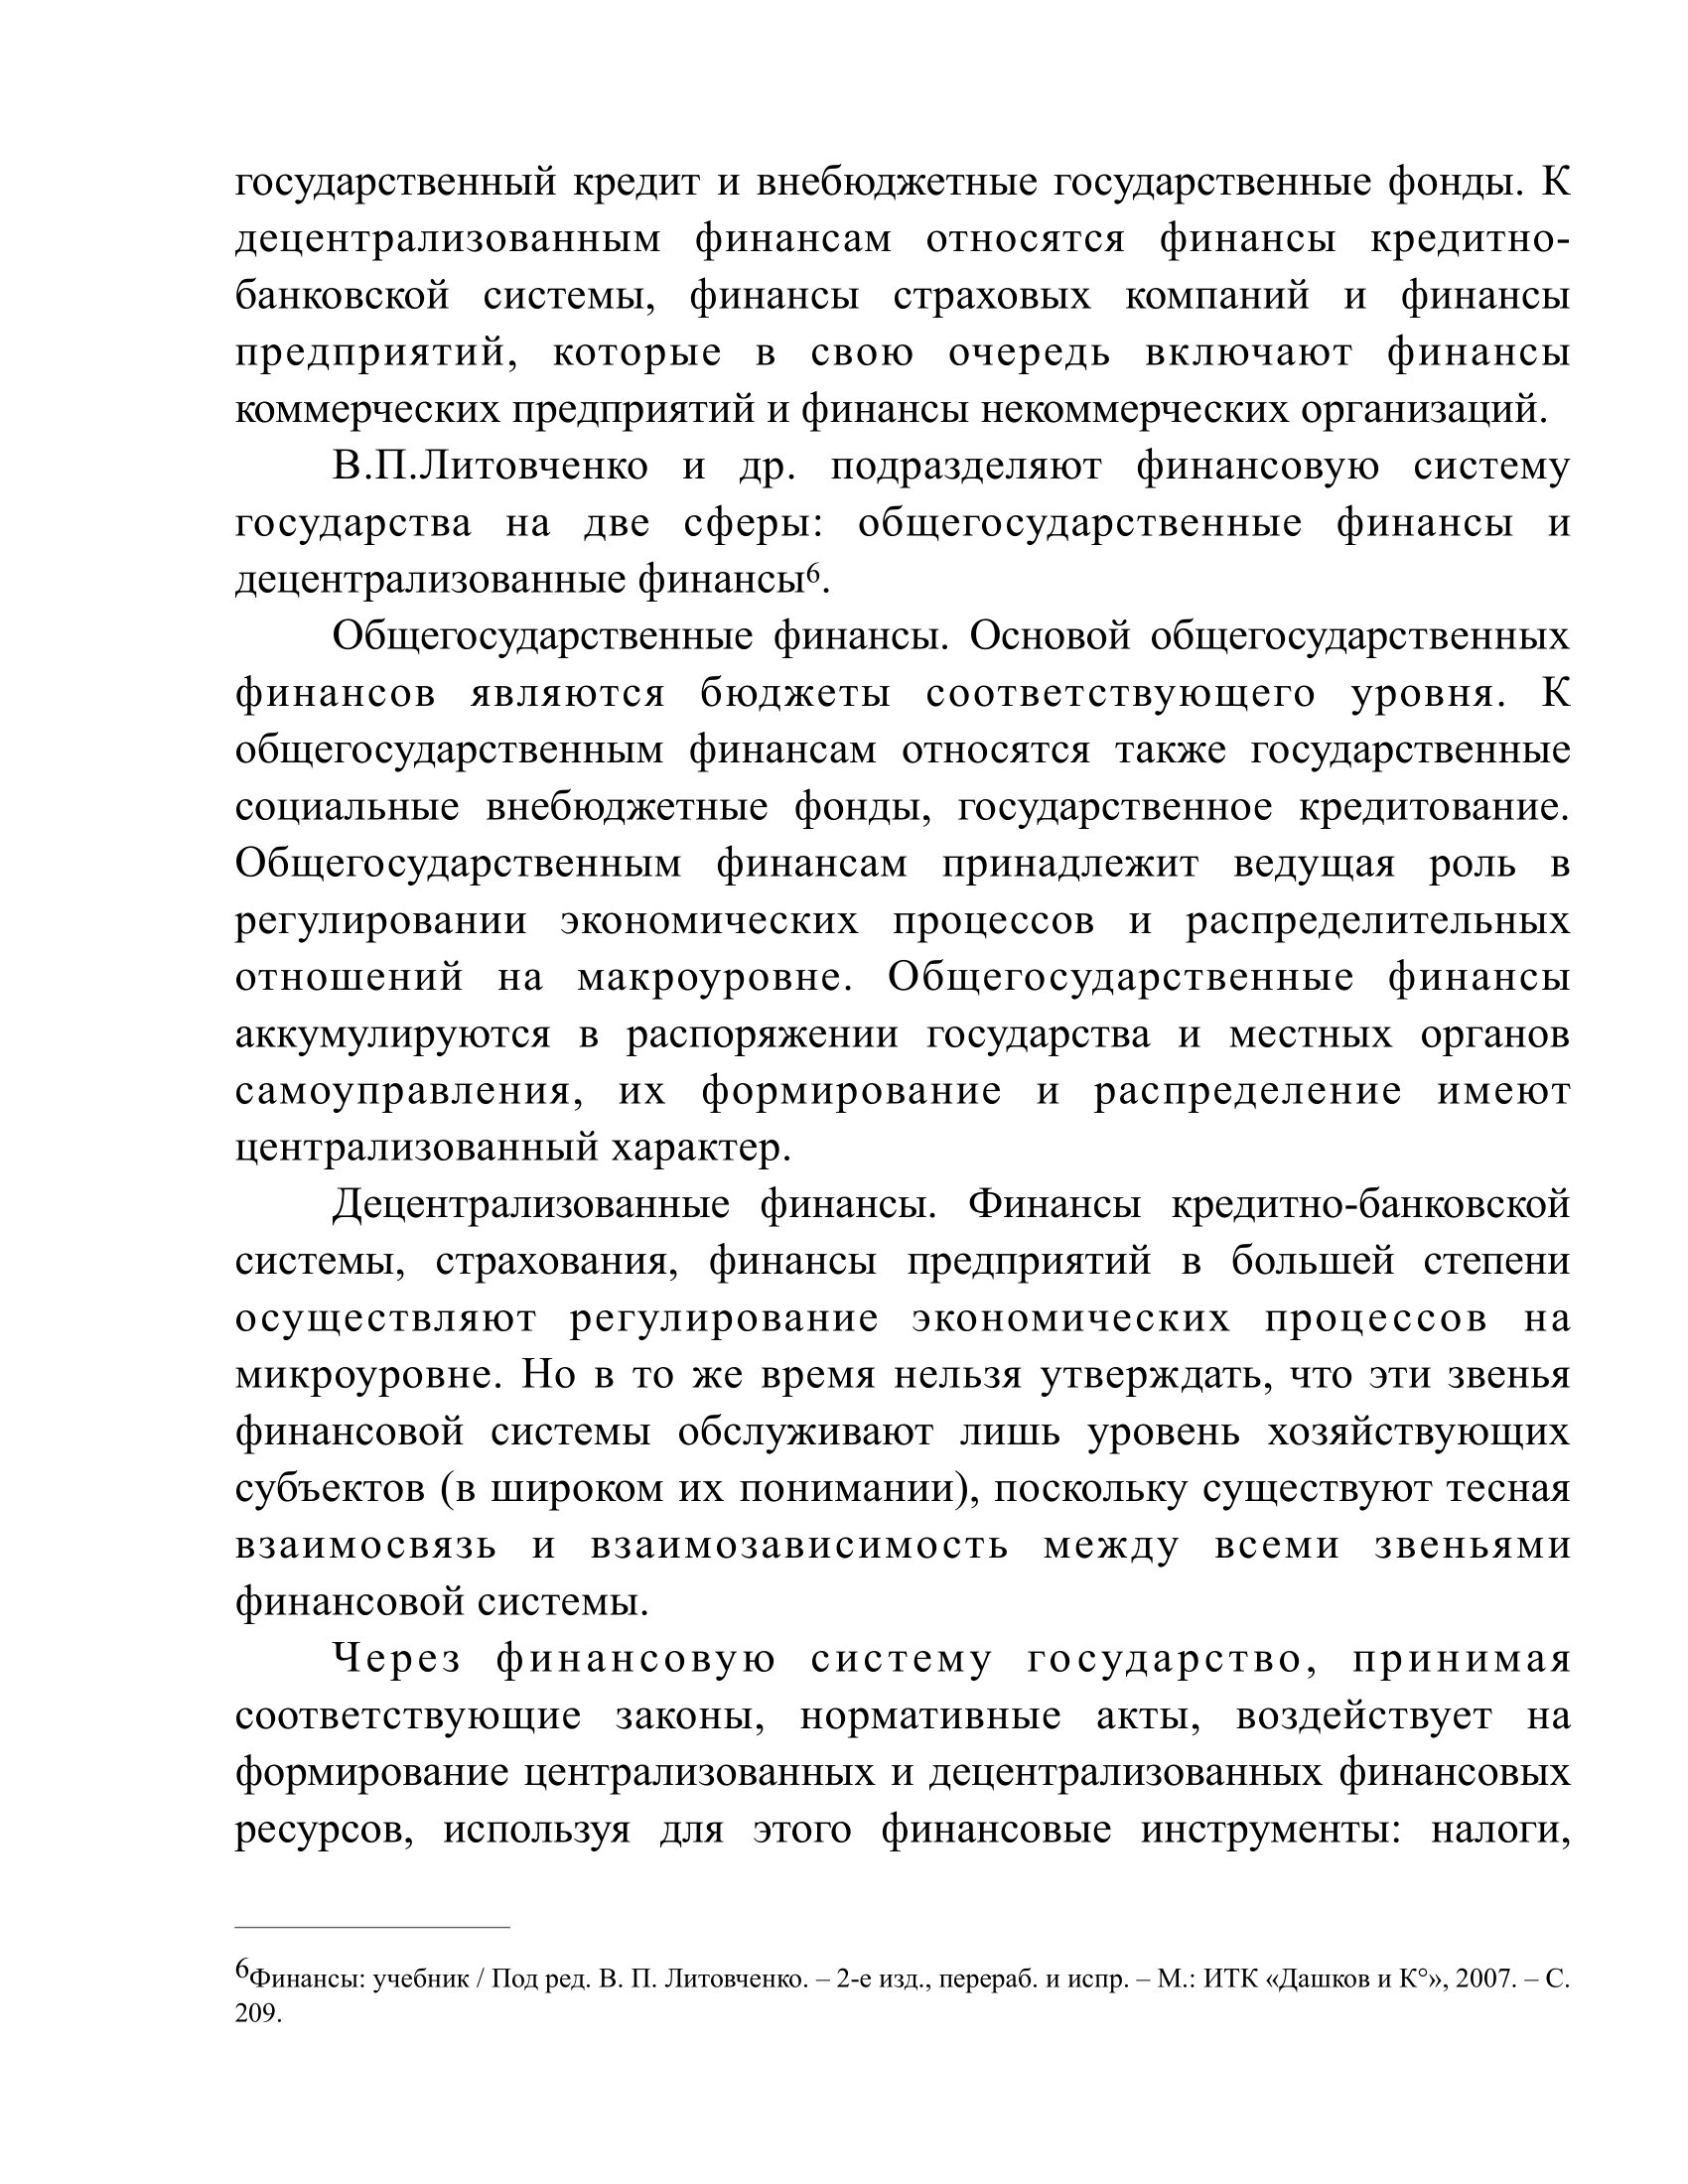 государственный кредит и внебюджетные государственные фонды. К
децентрализованным финансам относятся финансы кредитно-
банковской системы, финансы страховых компаний и финансы
предприятий, которые в свою очередь включают финансы
коммерческих предприятий и финансы некоммерческих организаций.
В.П.Литовченко и др. подразделяют финансовую систему
государства на две сферы: общегосударственные финансы и
децентрализованные финансы⁶.
Общегосударственные финансы. Основой общегосударственных
финансов являются бюджеты соответствующего уровня. К
общегосударственным финансам относятся также государственные
социальные внебюджетные фонды, государственное кредитование.
Общегосударственным финансам принадлежит ведущая роль в
регулировании экономических процессов и распределительных
отношений на макроуровне. Общегосударственные финансы
аккумулируются в распоряжении государства и местных органов
самоуправления, их формирование и распределение имеют
централизованный характер.
Децентрализованные финансы. Финансы кредитно-банковской
системы, страхования, финансы предприятий в большей степени
осуществляют регулирование экономических процессов на
микроуровне. Но в то же время нельзя утверждать, что эти звенья
финансовой системы обслуживают лишь уровень хозяйствующих
субъектов (в широком их понимании), поскольку существуют тесная
взаимосвязь и взаимозависимость между всеми звеньями
финансовой системы.
Через финансовую систему государство, принимая
соответствующие законы, нормативные акты, воздействует на
формирование централизованных и децентрализованных финансовых
ресурсов, используя для этого финансовые инструменты: налоги,
⁶Финансы: учебник / Под ред. В. П. Литовченко. – 2-е изд., перераб. и испр. – М.: ИТК «Дашков и К°», 2007. – С.
209.